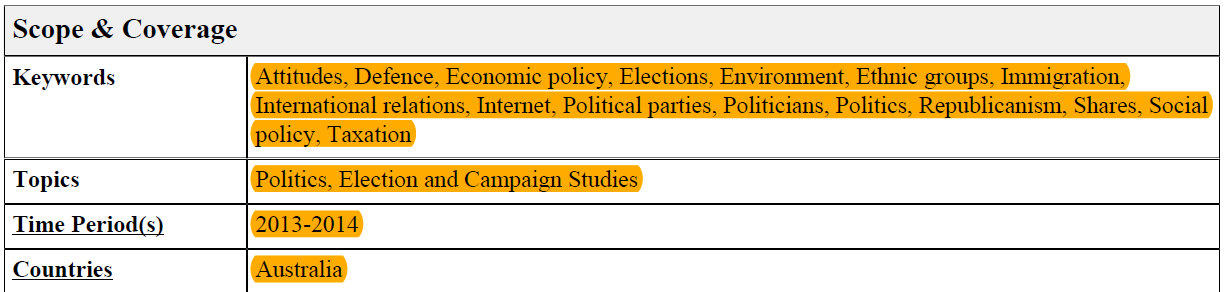 Scope & Coverage
Keywords
Attitudes, Defence, Economic policy, Elections, Environment, Ethnic groups, Immigration,
International relations, Internet, Political parties, Politicians, Politics, Republicanism, Shares, Social
policy, Taxation
Topics
Politics, Election and Campaign Studies
Time Period(s)
2013-2014
Countries
Australia